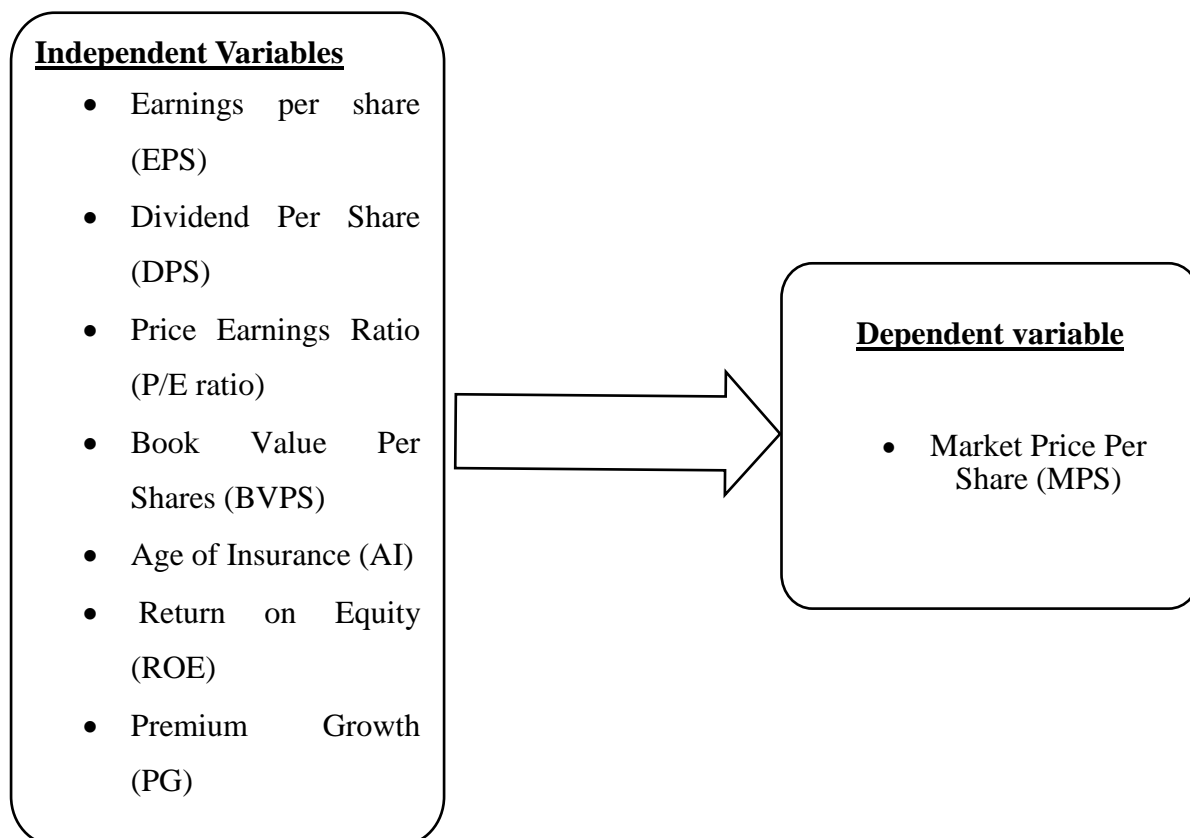 Independent Variables
• Earnings per share
(EPS)
• Dividend Per Share
(DPS)
• Price Earnings Ratio
(P/E ratio)
• Book Value Per
Shares (BVPS)
• Age of Insurance (AI)
• Return on Equity
(ROE)
• Premium Growth
(PG)
Dependent variable
• Market Price Per
Share (MPS)